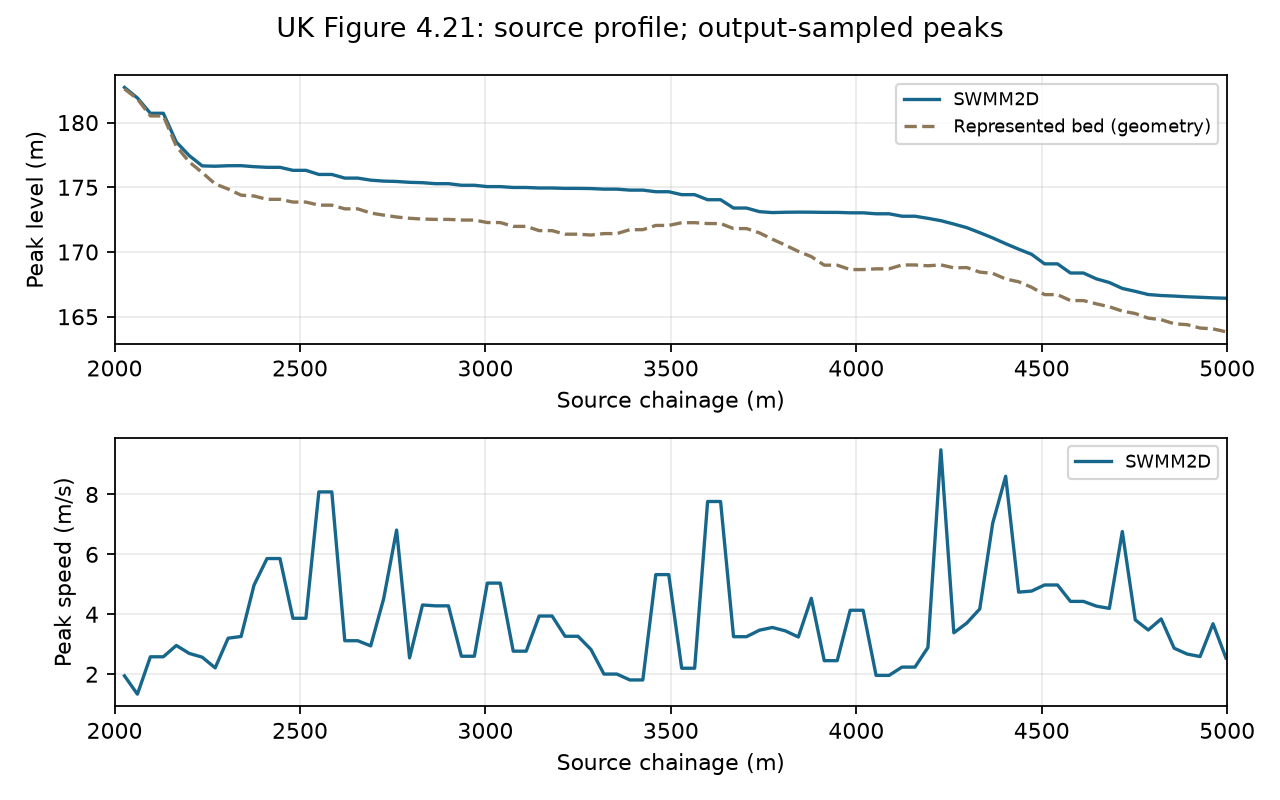 UK Figure 4.21: source profile; output-sampled peaks
Peak level (m)
180
175
170
165
SWMM2D
Represented bed (geometry)
2000 2500 3000 3500 4000 4500 5000
Source chainage (m)
Peak speed (m/s)
8
6
4
2
SWMM2D
2000 2500 3000 3500 4000 4500 5000
Source chainage (m)